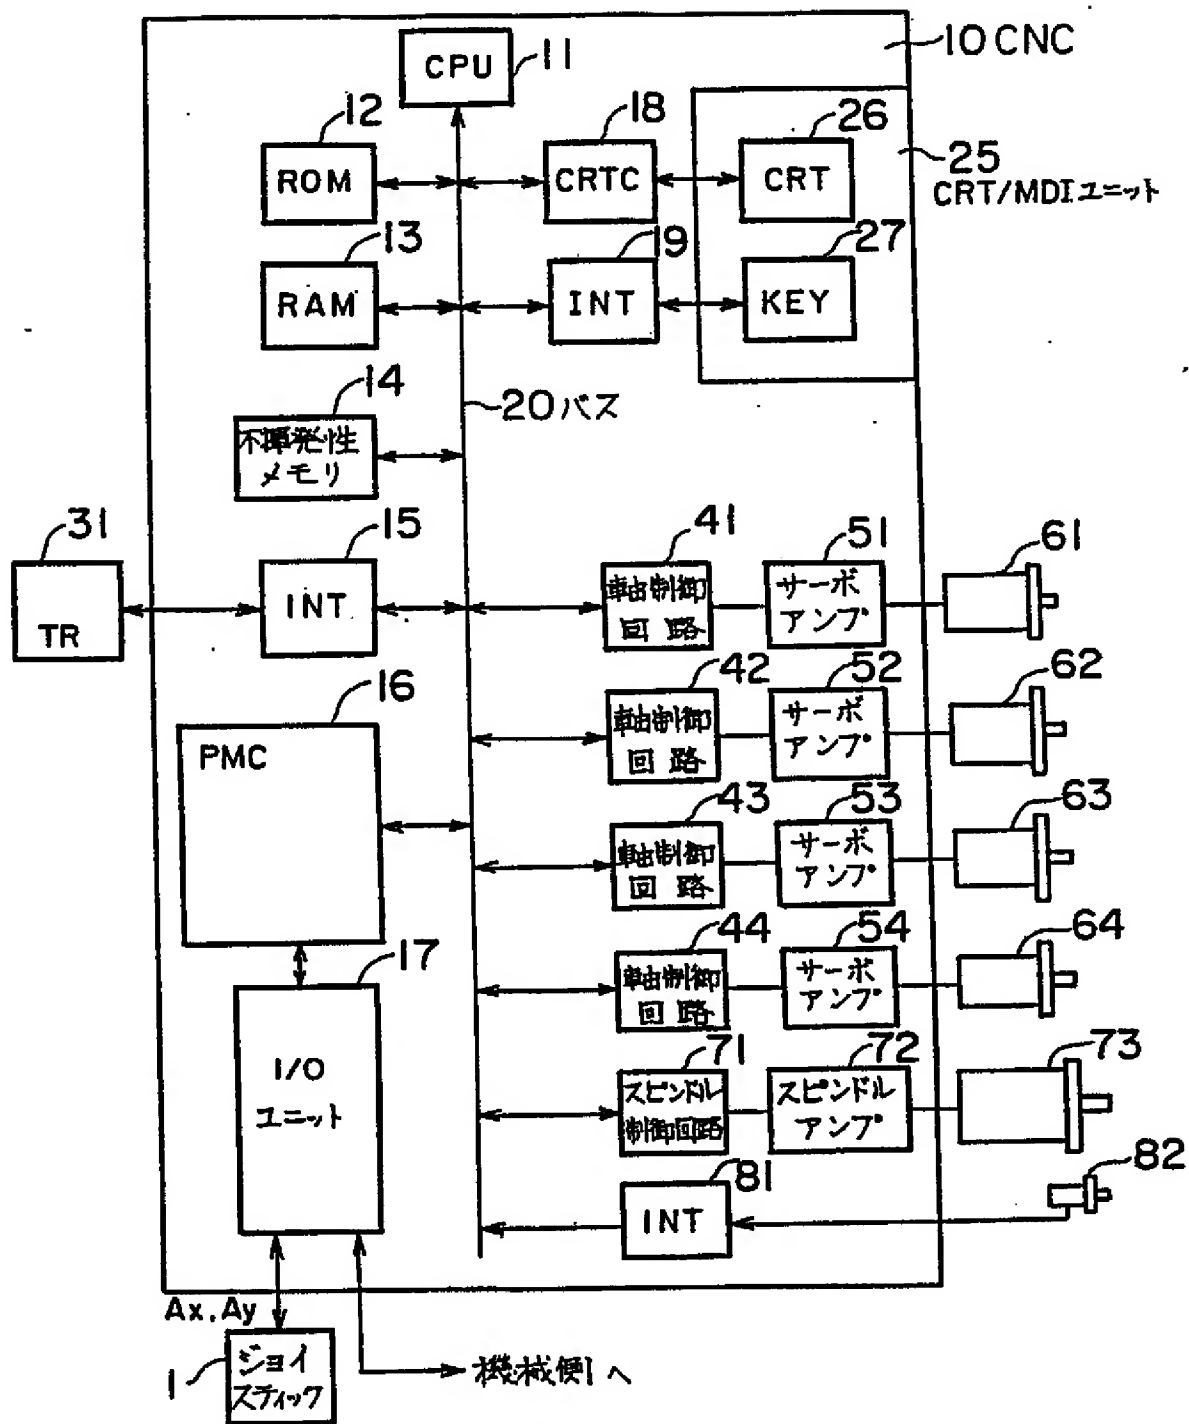 10 CNC
CPU
11
12
ROM
18
CRTC
26
CRT
25
CRT/MDIユニット
13
RAM
19
INT
27
KEY
14
不揮発性
メモリ
20 バス
31
TR
15
INT
41
軸制御
回路
51
サーボ
アンプ
61
16
PMC
42
軸制御
回路
52
サーボ
アンプ
62
43
軸制御
回路
53
サーボ
アンプ
63
17
I/O
ユニット
44
軸制御
回路
54
サーボ
アンプ
64
71
スピンドル
制御回路
72
スピンドル
アンプ
73
81
INT
82
Ax, Ay
1
ジョイ
スティック
機械側へ